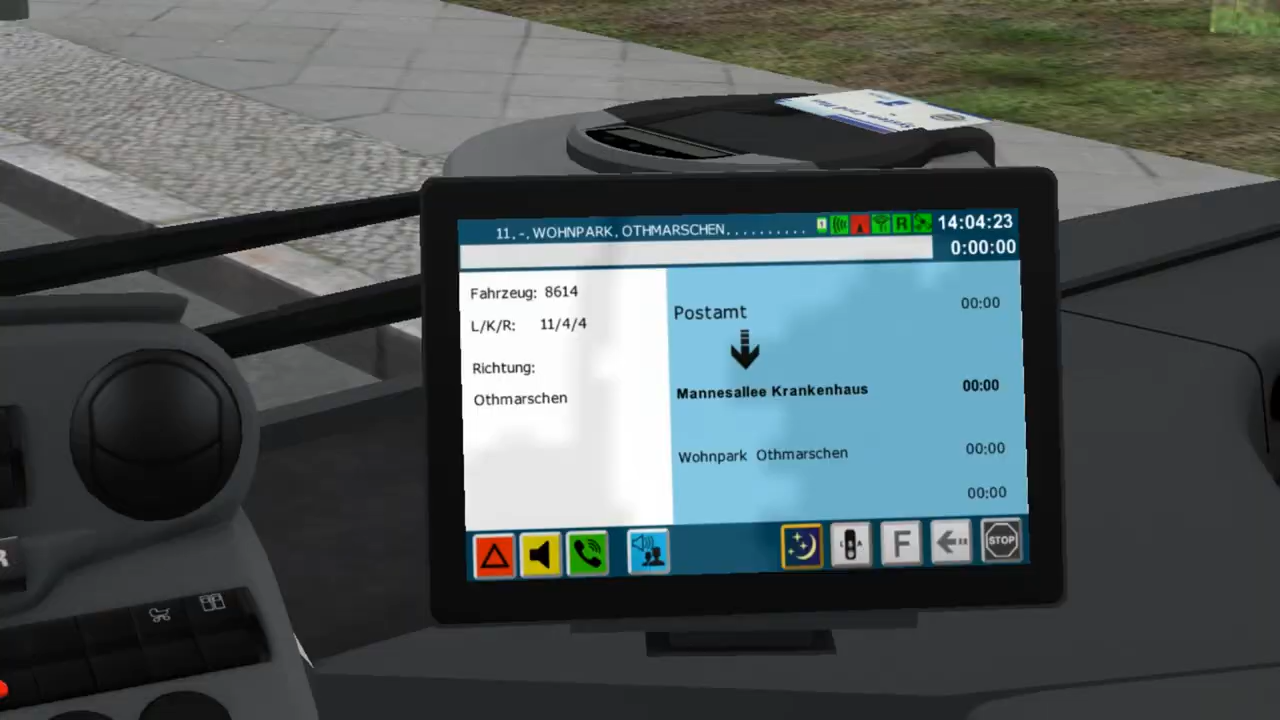 11.-.WOHNPARK, OTHMARSCHEN..........
14:04:23
0:00:00
Fahrzeug: 8614
L/K/R: 11/4/4
Richtung:
Othmarschen
Postamt 00:00
Mannesallee Krankenhaus 00:00
Wohnpark Othmarschen 00:00
00:00
F
STOP
R